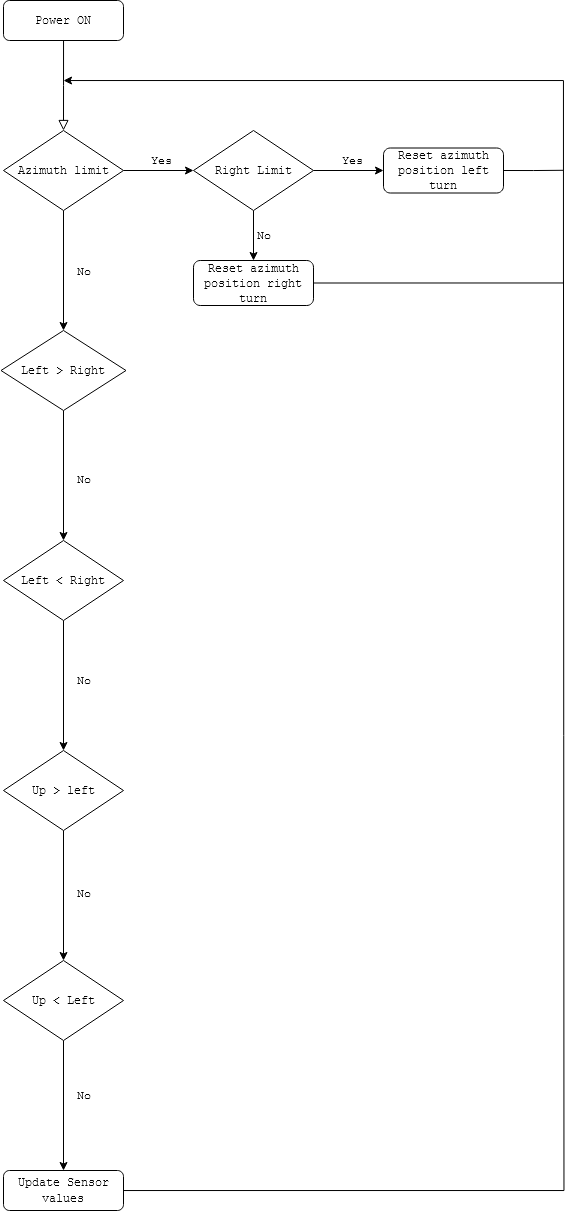 Power ON
Azimuth limit
Yes
Right Limit
Yes
Reset azimuth
position left
turn
No
Reset azimuth
position right
turn
No
Left > Right
No
Left < Right
No
Up > left
No
Up < Left
No
Update Sensor
values